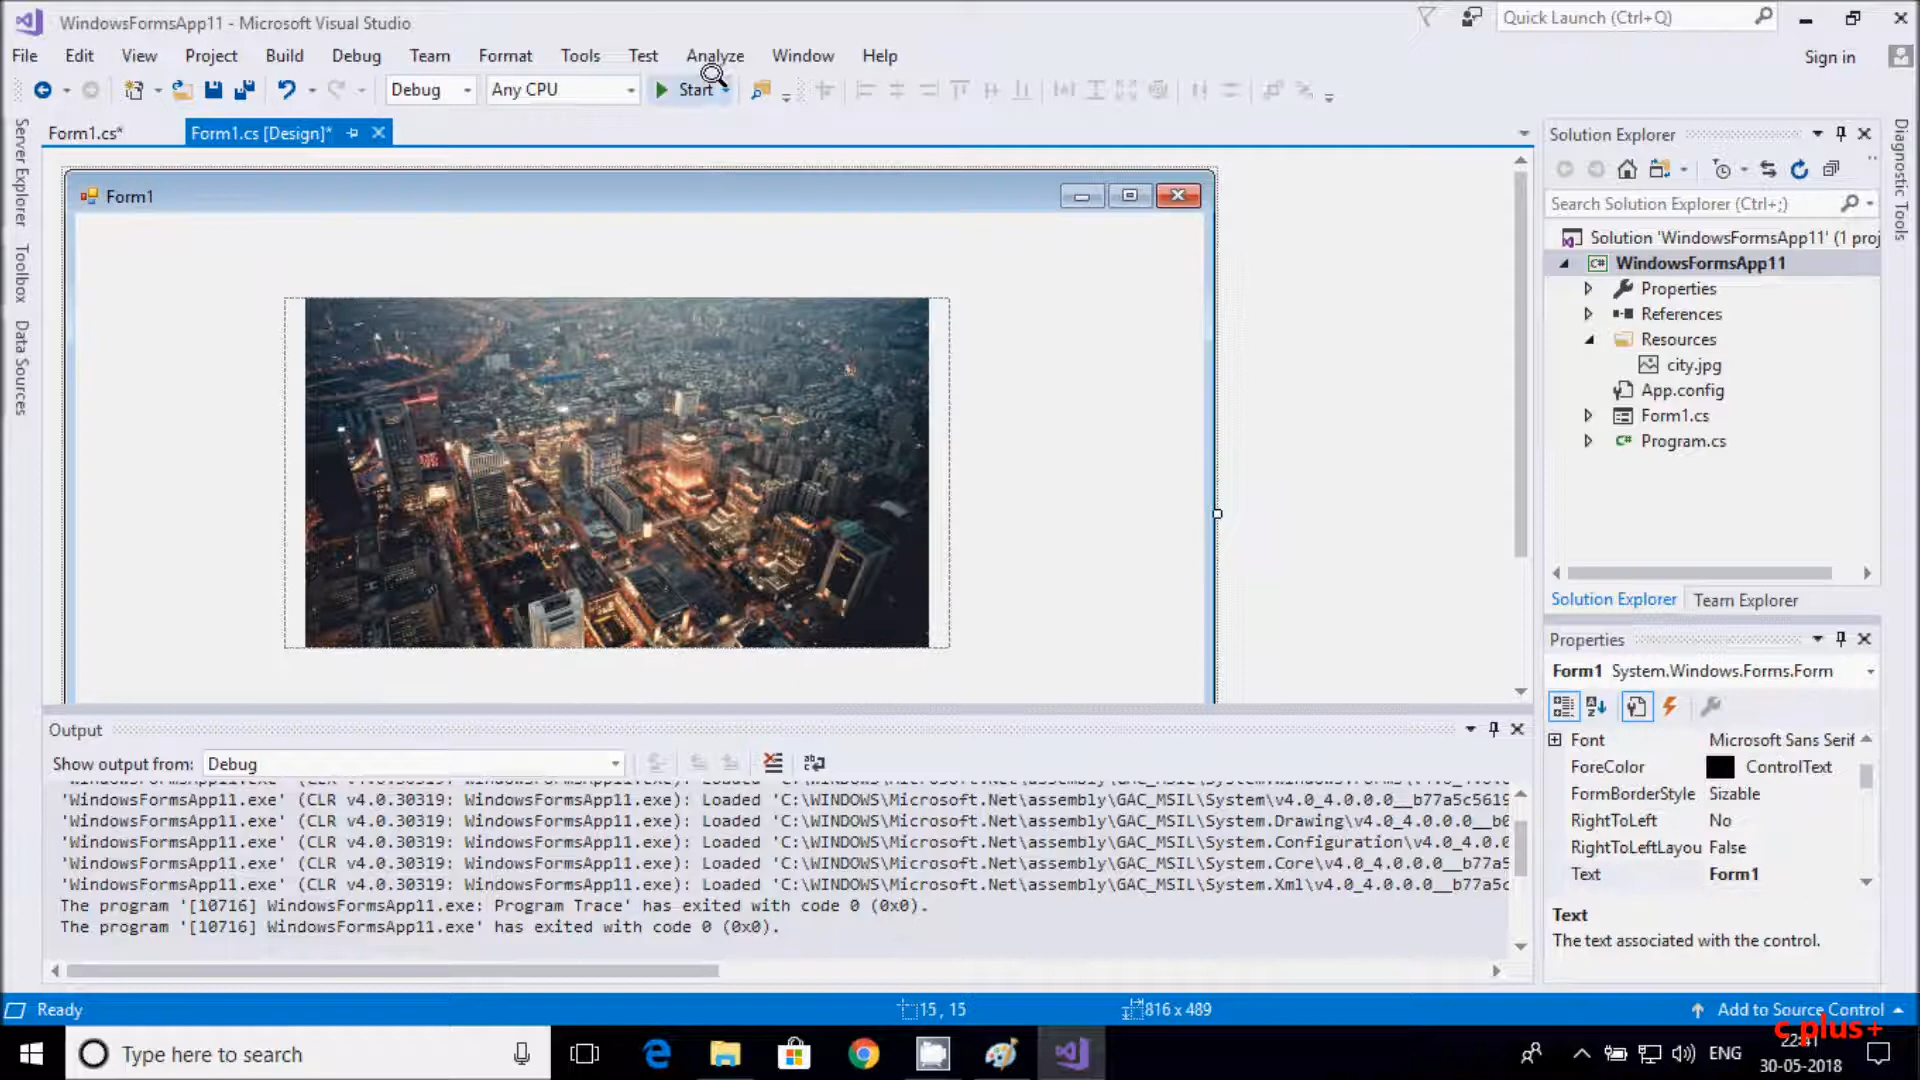 WindowsFormsApp11 - Microsoft Visual Studio
Quick Launch (Ctrl+Q)
File Edit View Project Build Debug Team Format Tools Test Analyze Window Help
Sign in
Debug Any CPU Start
Server Explorer
Toolbox
Data Sources
Form1.cs* Form1.cs [Design]*
Form1
Solution Explorer
Search Solution Explorer (Ctrl+;)
Solution 'WindowsFormsApp11' (1 proj
C# WindowsFormsApp11
Properties
References
Resources
city.jpg
App.config
Form1.cs
C# Program.cs
Solution Explorer Team Explorer
Diagnostic Tools
Properties
Form1 System.Windows.Forms.Form
Font Microsoft Sans Serif
ForeColor ControlText
FormBorderStyle Sizable
RightToLeft No
RightToLeftLayou False
Text Form1
Text
The text associated with the control.
Output
Show output from: Debug
'WindowsFormsApp11.exe' (CLR v4.0.30319: WindowsFormsApp11.exe): Loaded 'C:\WINDOWS\Microsoft.Net\assembly\GAC_MSIL\System\v4.0_4.0.0.0__b77a5c5619
'WindowsFormsApp11.exe' (CLR v4.0.30319: WindowsFormsApp11.exe): Loaded 'C:\WINDOWS\Microsoft.Net\assembly\GAC_MSIL\System.Drawing\v4.0_4.0.0.0__b0
'WindowsFormsApp11.exe' (CLR v4.0.30319: WindowsFormsApp11.exe): Loaded 'C:\WINDOWS\Microsoft.Net\assembly\GAC_MSIL\System.Configuration\v4.0_4.0.0
'WindowsFormsApp11.exe' (CLR v4.0.30319: WindowsFormsApp11.exe): Loaded 'C:\WINDOWS\Microsoft.Net\assembly\GAC_MSIL\System.Core\v4.0_4.0.0.0__b77a5
'WindowsFormsApp11.exe' (CLR v4.0.30319: WindowsFormsApp11.exe): Loaded 'C:\WINDOWS\Microsoft.Net\assembly\GAC_MSIL\System.Xml\v4.0_4.0.0.0__b77a5c
The program '[10716] WindowsFormsApp11.exe: Program Trace' has exited with code 0 (0x0).
The program '[10716] WindowsFormsApp11.exe' has exited with code 0 (0x0).
Ready 15 , 15 816 x 489 Add to Source Control
c plus+
Type here to search
ENG
30-05-2018